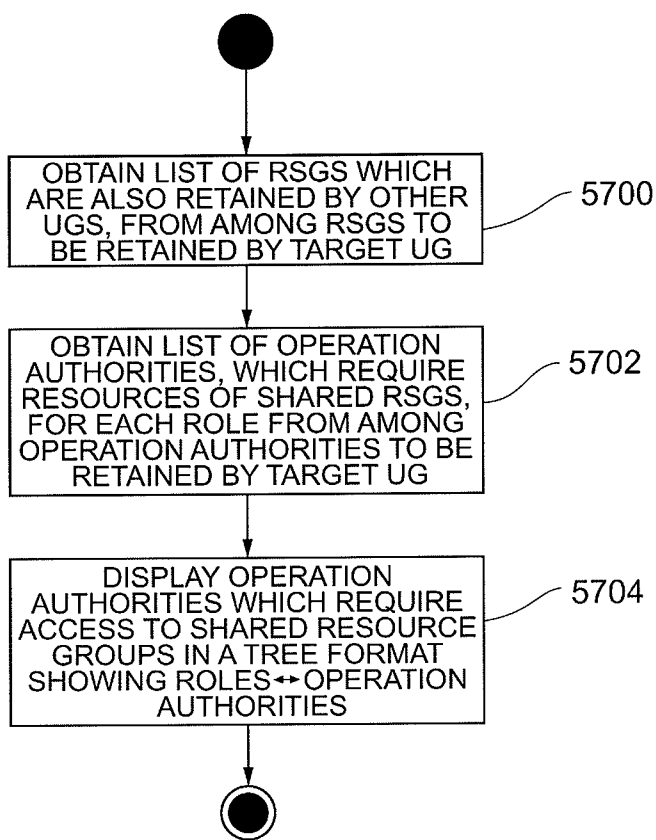 OBTAIN LIST OF RSGS WHICH
ARE ALSO RETAINED BY OTHER
UGS, FROM AMONG RSGS TO
BE RETAINED BY TARGET UG
5700
OBTAIN LIST OF OPERATION
AUTHORITIES, WHICH REQUIRE
RESOURCES OF SHARED RSGS,
FOR EACH ROLE FROM AMONG
OPERATION AUTHORITIES TO BE
RETAINED BY TARGET UG
5702
DISPLAY OPERATION
AUTHORITIES WHICH REQUIRE
ACCESS TO SHARED RESOURCE
GROUPS IN A TREE FORMAT
SHOWING ROLES↔OPERATION
AUTHORITIES
5704